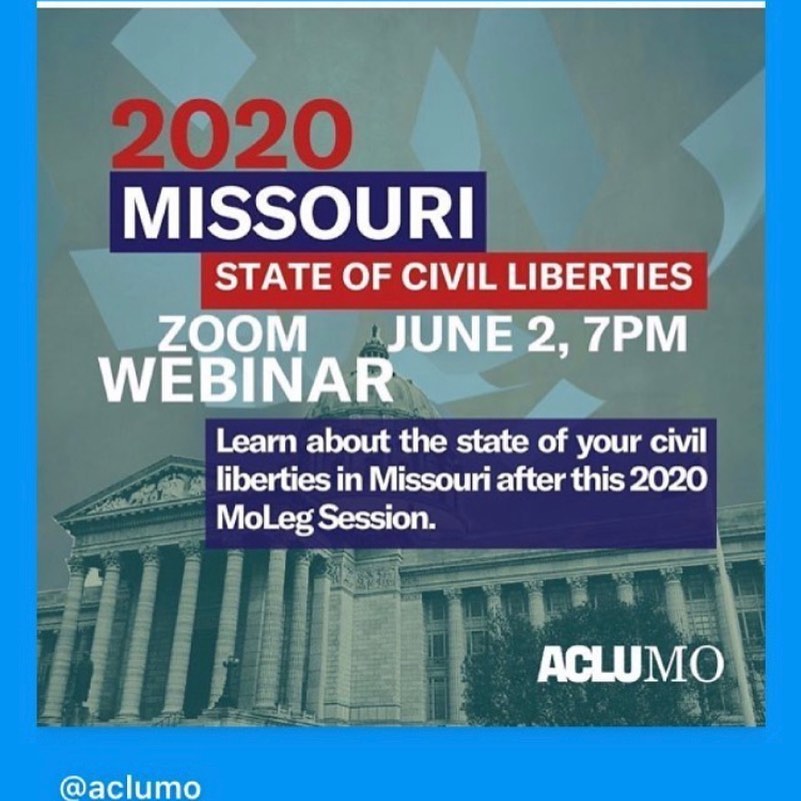 2020
MISSOURI
STATE OF CIVIL LIBERTIES
ZOOM JUNE 2, 7PM
WEBINAR
Learn about the state of your civil
liberties in Missouri after this 2020
MoLeg Session.
ACLUMO
@aclumo